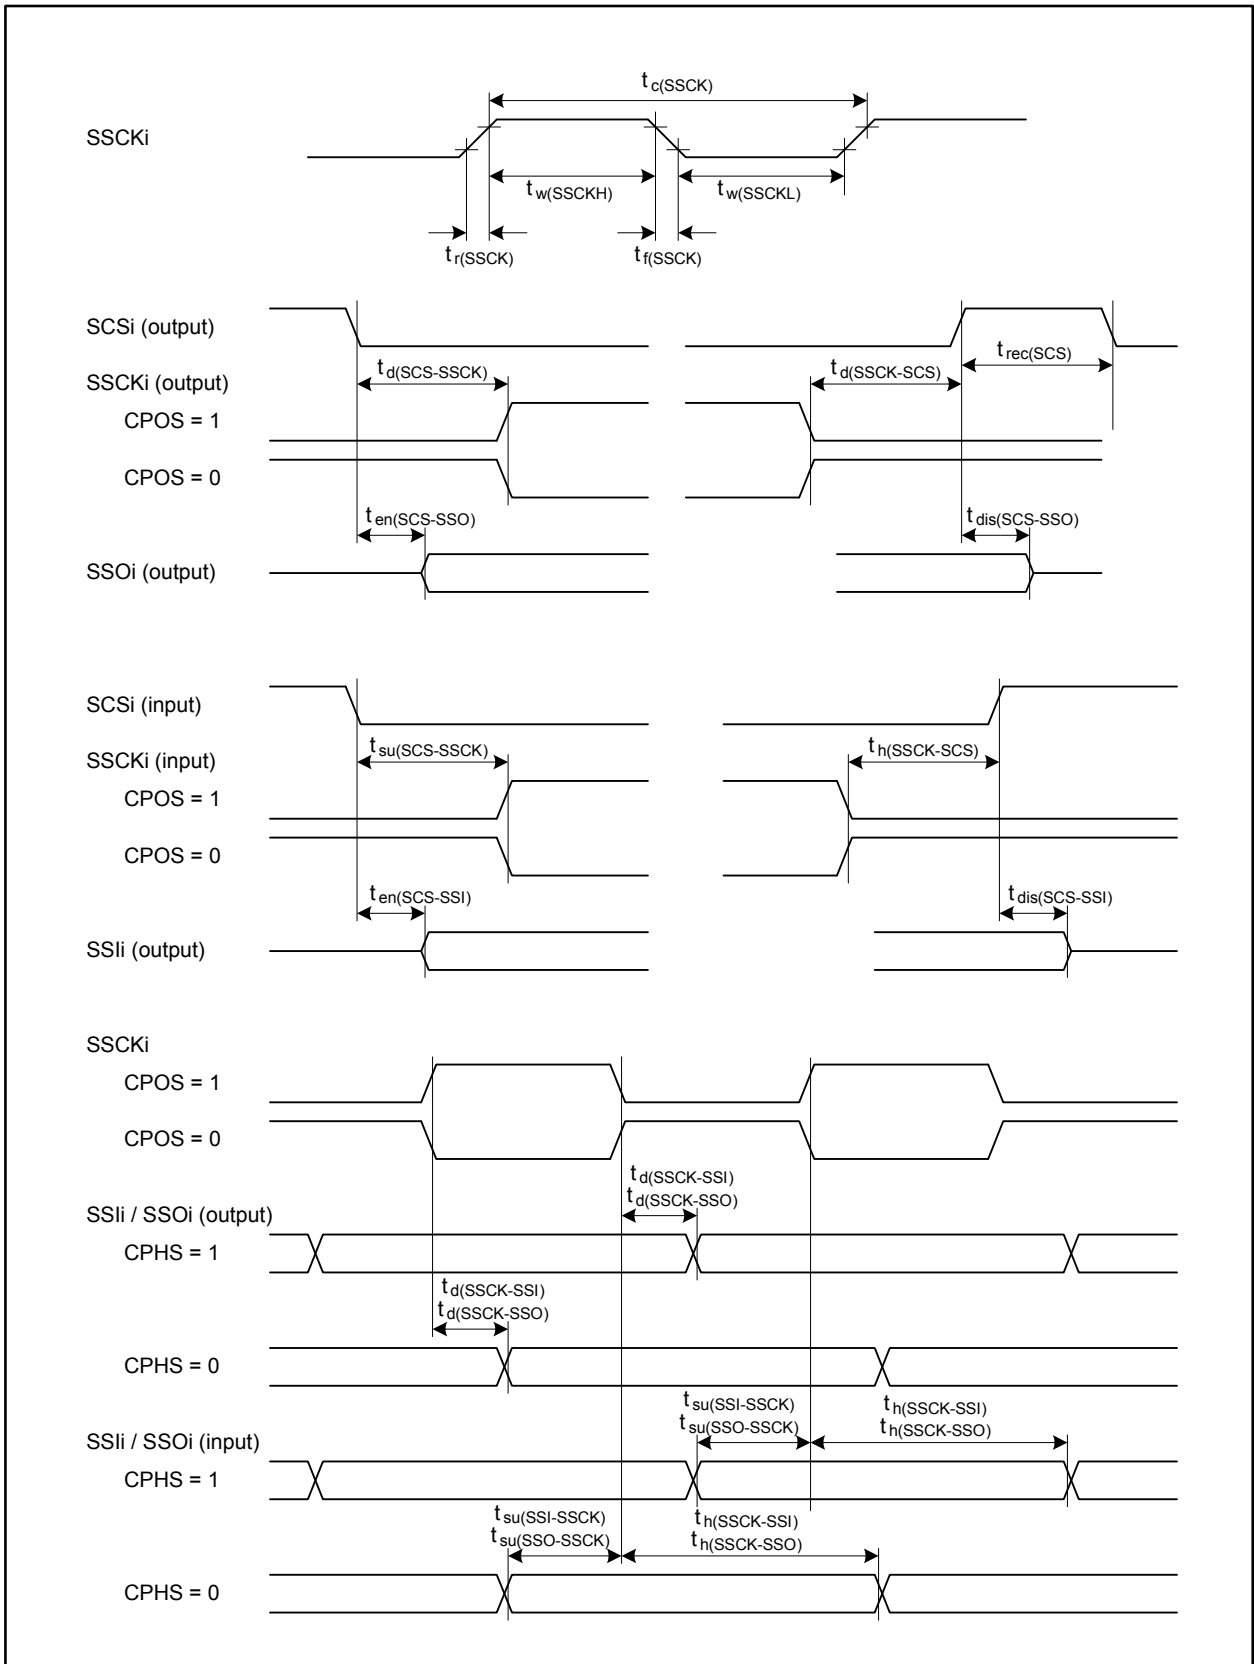 tc(SSCK)
SSCKi
tw(SSCKH)
tw(SSCKL)
tr(SSCK)
tf(SSCK)
SCSi (output)
trec(SCS)
td(SCS-SSCK)
td(SSCK-SCS)
SSCKi (output)
CPOS = 1
CPOS = 0
ten(SCS-SSO)
tdis(SCS-SSO)
SSOi (output)
SCSi (input)
tsu(SCS-SSCK)
th(SSCK-SCS)
SSCKi (input)
CPOS = 1
CPOS = 0
ten(SCS-SSI)
tdis(SCS-SSI)
SSIi (output)
SSCKi
CPOS = 1
CPOS = 0
td(SSCK-SSI)
td(SSCK-SSO)
SSIi / SSOi (output)
CPHS = 1
td(SSCK-SSI)
td(SSCK-SSO)
CPHS = 0
tsu(SSI-SSCK)
tsu(SSO-SSCK)
th(SSCK-SSI)
th(SSCK-SSO)
SSIi / SSOi (input)
CPHS = 1
tsu(SSI-SSCK)
tsu(SSO-SSCK)
th(SSCK-SSI)
th(SSCK-SSO)
CPHS = 0